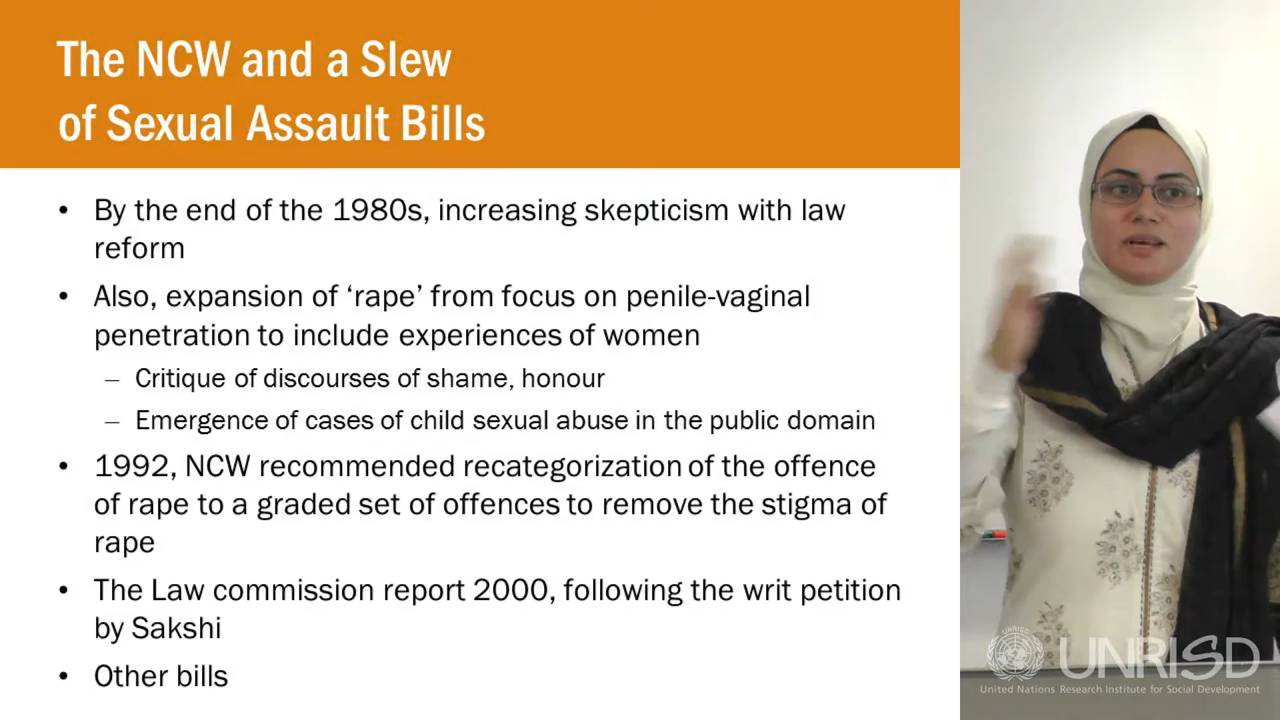 The NCW and a Slew
of Sexual Assault Bills
• By the end of the 1980s, increasing skepticism with law
reform
• Also, expansion of ‘rape’ from focus on penile-vaginal
penetration to include experiences of women
– Critique of discourses of shame, honour
– Emergence of cases of child sexual abuse in the public domain
• 1992, NCW recommended recategorization of the offence
of rape to a graded set of offences to remove the stigma of
rape
• The Law commission report 2000, following the writ petition
by Sakshi
• Other bills
UNRISD
UNRISD
United Nations Research Institute for Social Development